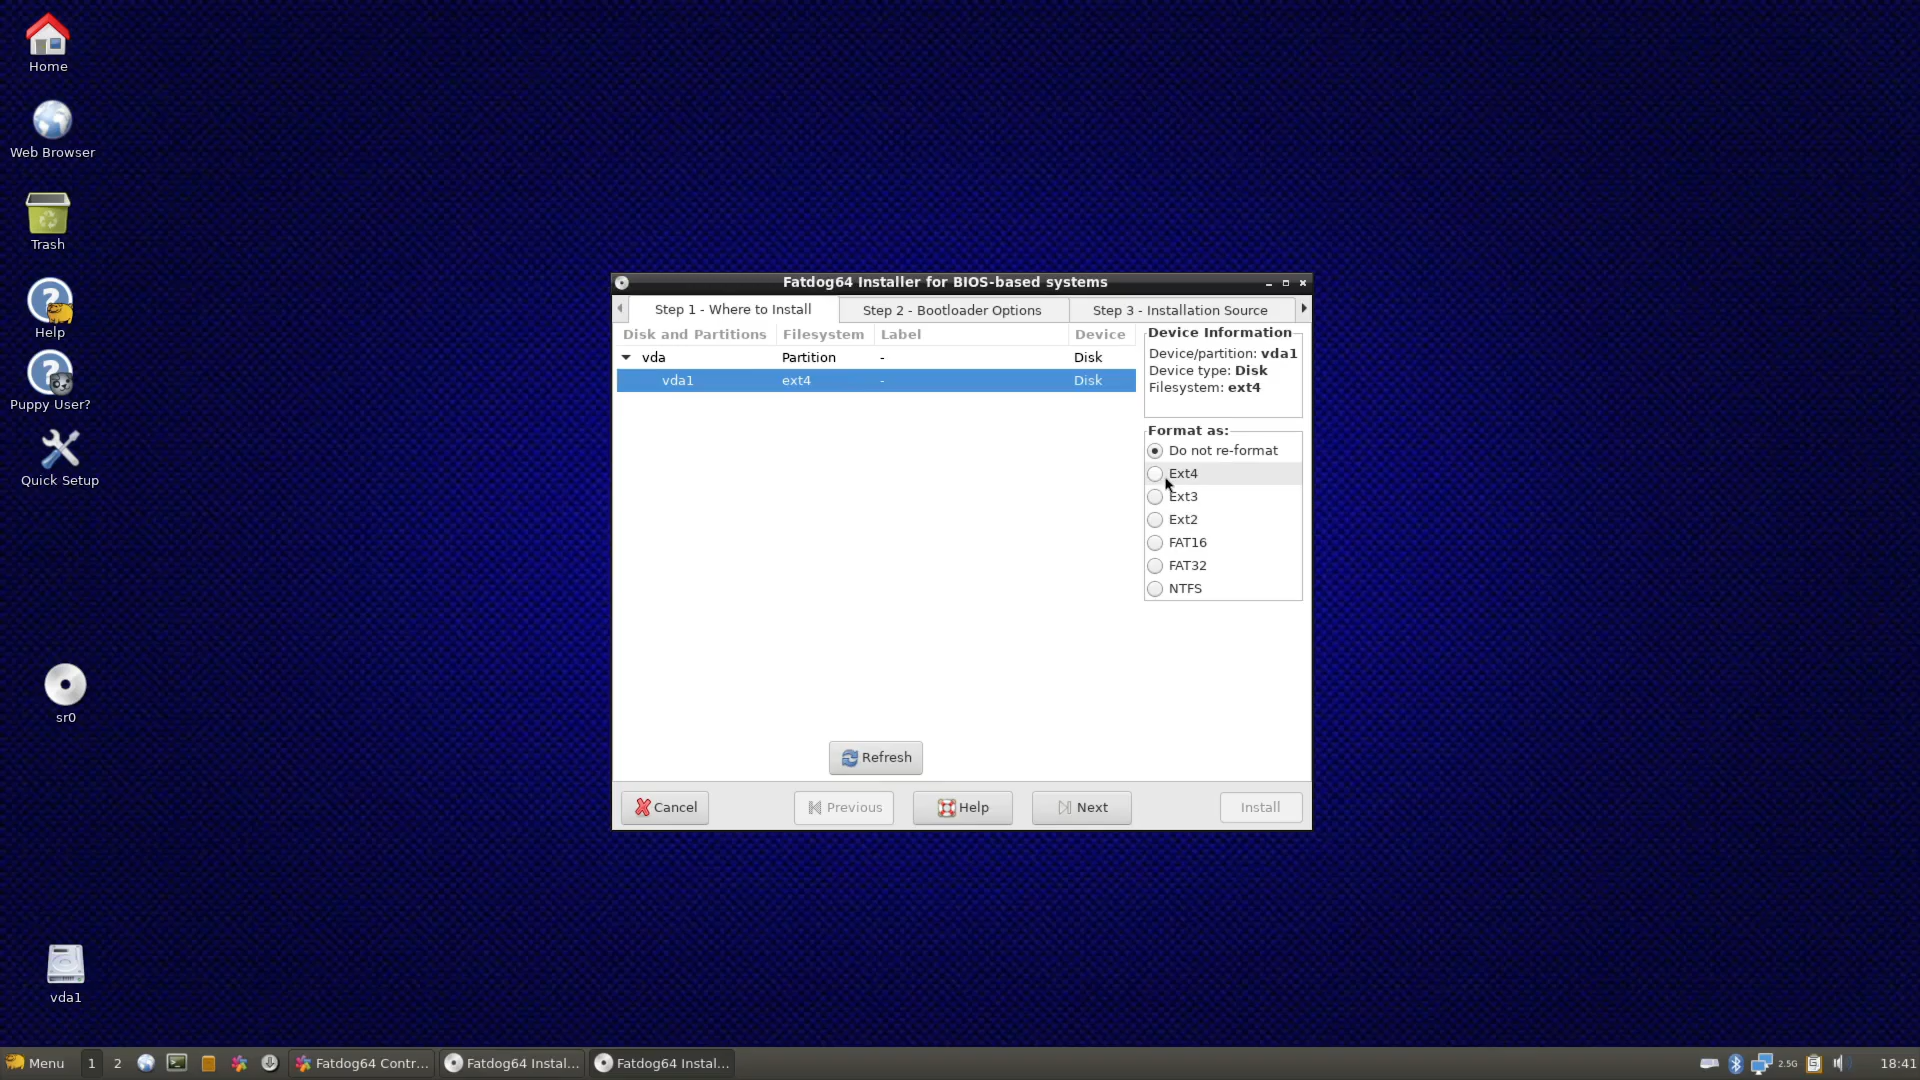 Home
Web Browser
Trash
Help
Puppy User?
Quick Setup
sr0
vda1
Fatdog64 Installer for BIOS-based systems
Step 1 - Where to Install
Step 2 - Bootloader Options
Step 3 - Installation Source
Disk and Partitions Filesystem Label Device
vda Partition - Disk
vda1 ext4 - Disk
Device Information
Device/partition: vda1
Device type: Disk
Filesystem: ext4
Format as:
Do not re-format
Ext4
Ext3
Ext2
FAT16
FAT32
NTFS
Refresh
Cancel
Previous
Help
Next
Install
Menu
1
2
Fatdog64 Contr...
Fatdog64 Instal...
Fatdog64 Instal...
2.5G
18:41